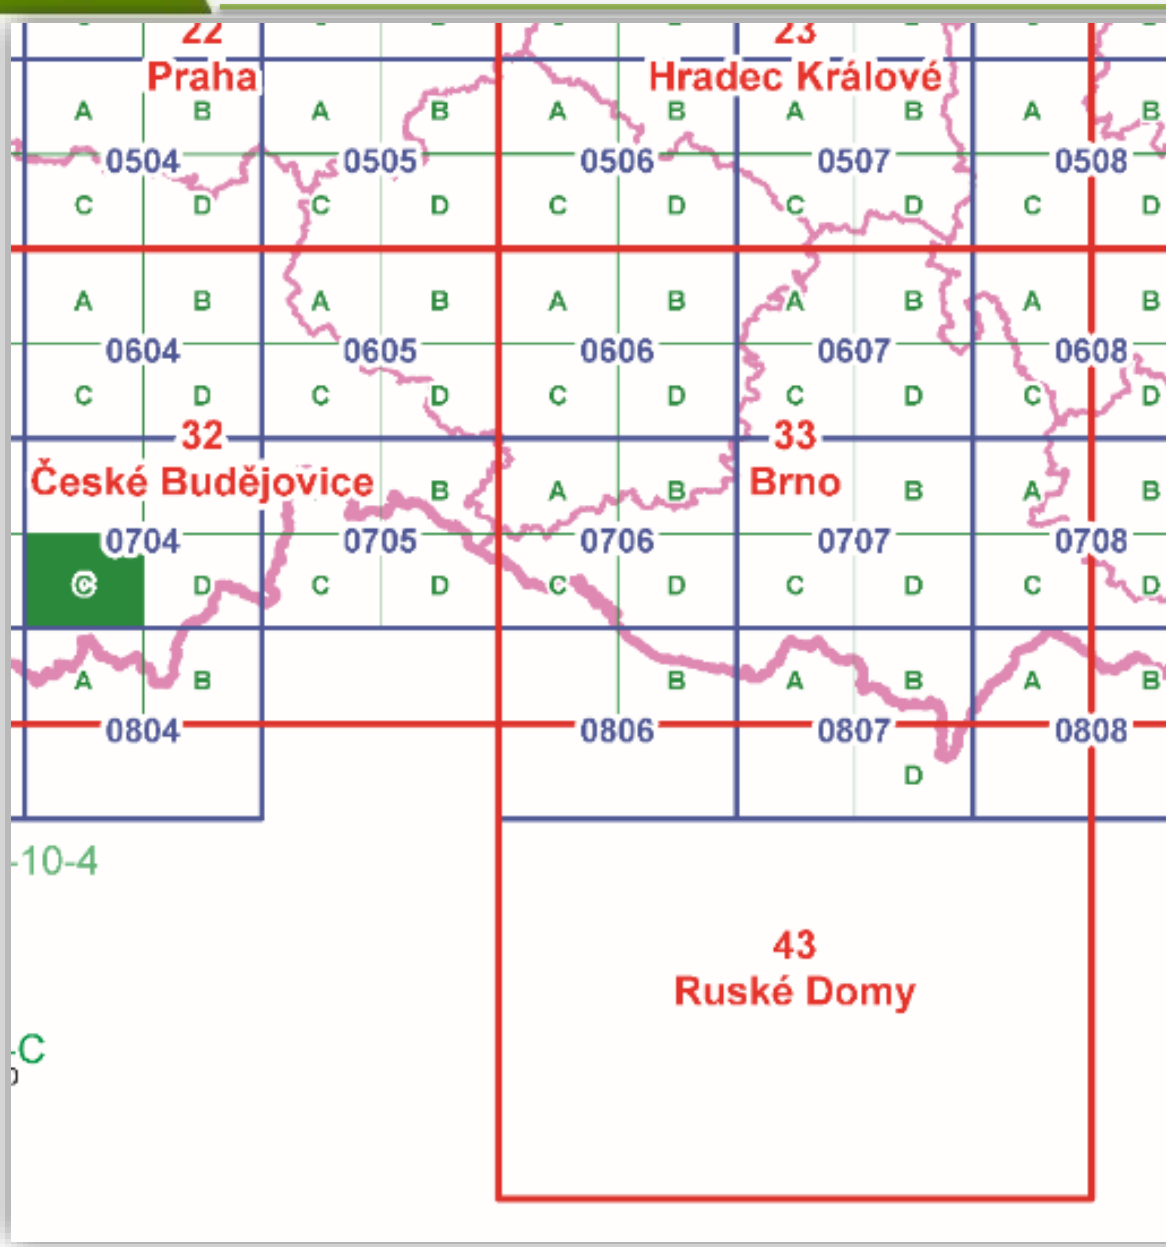 22 23
Praha Hradec Králové
A B A B A B A B A B
0504 0505 0506 0507 0508
C D C D C D C D C D
A B A B A B A B A B
0604 0605 0606 0607 0608
C D C D C D C D C D
32 33
České Budějovice Brno
B A B B A B
0704 0705 0706 0707 0708
C D C D C D C D C D
A B B A B A B
0804 0806 0807 0808
D
-10-4
43
Ruské Domy
-C